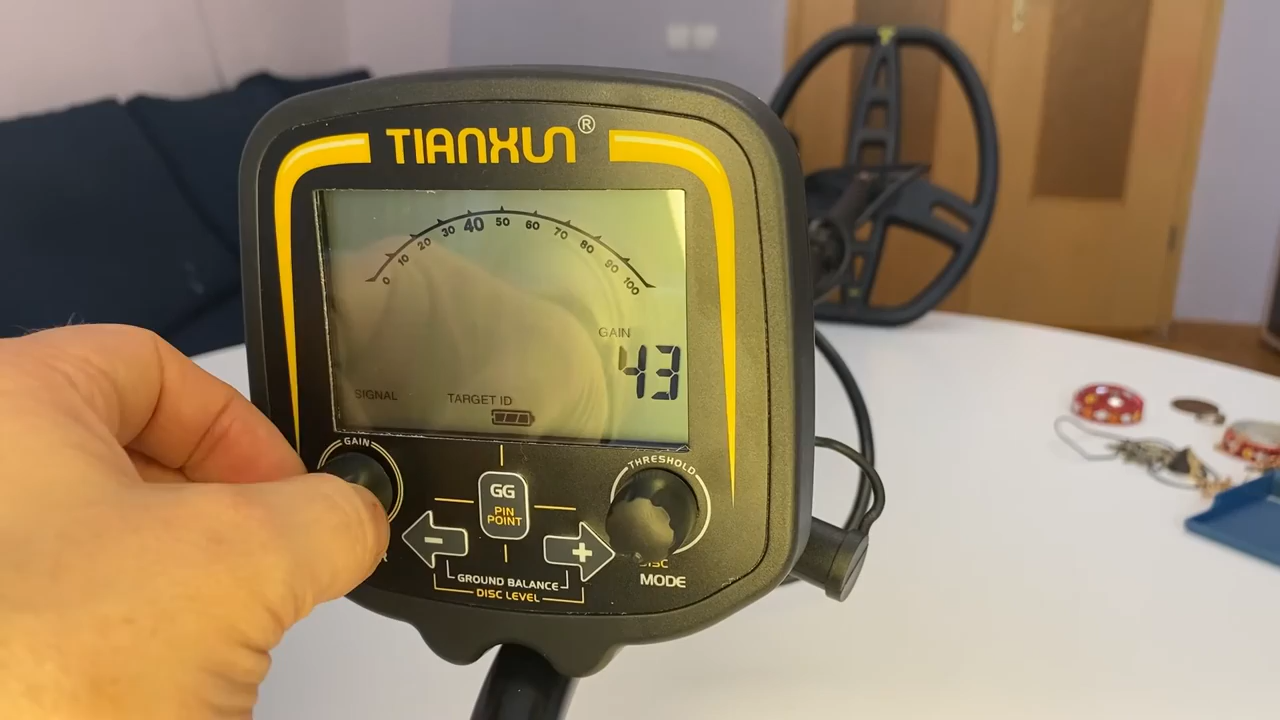 TIANXUN®
0 10 20 30 40 50 60 70 80 90 100
GAIN
43
SIGNAL
TARGET ID
GAIN
THRESHOLD
GG
PIN
POINT
-
+
GROUND BALANCE
DISC LEVEL
DISC
MODE